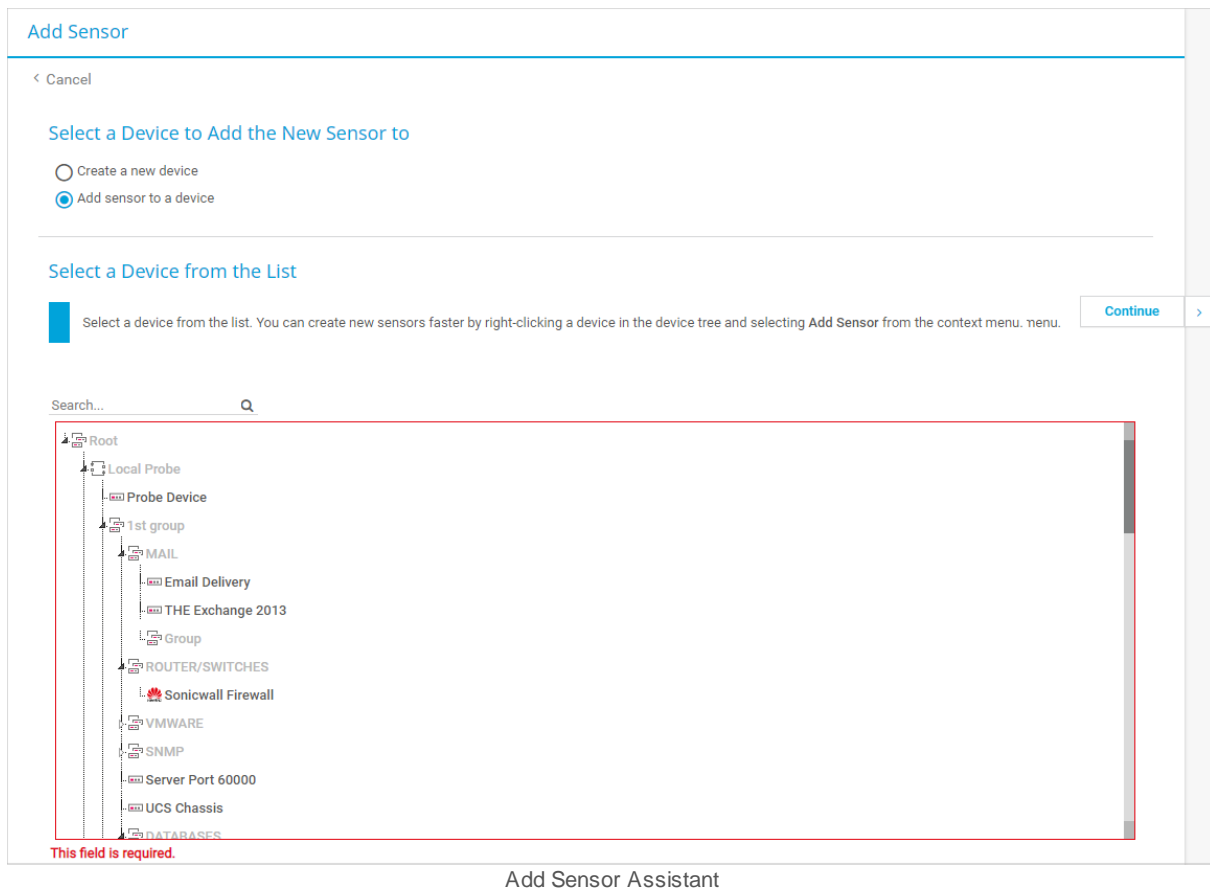 Add Sensor
Cancel
Select a Device to Add the New Sensor to
Create a new device
Add sensor to a device
Select a Device from the List
Select a device from the list. You can create new sensors faster by right-clicking a device in the device tree and selecting Add Sensor from the context menu. menu.
Continue
Search...
Root
Local Probe
Probe Device
1st group
MAIL
Email Delivery
THE Exchange 2013
Group
ROUTER/SWITCHES
Sonicwall Firewall
VMWARE
SNMP
Server Port 60000
UCS Chassis
DATABASES
This field is required.
Add Sensor Assistant